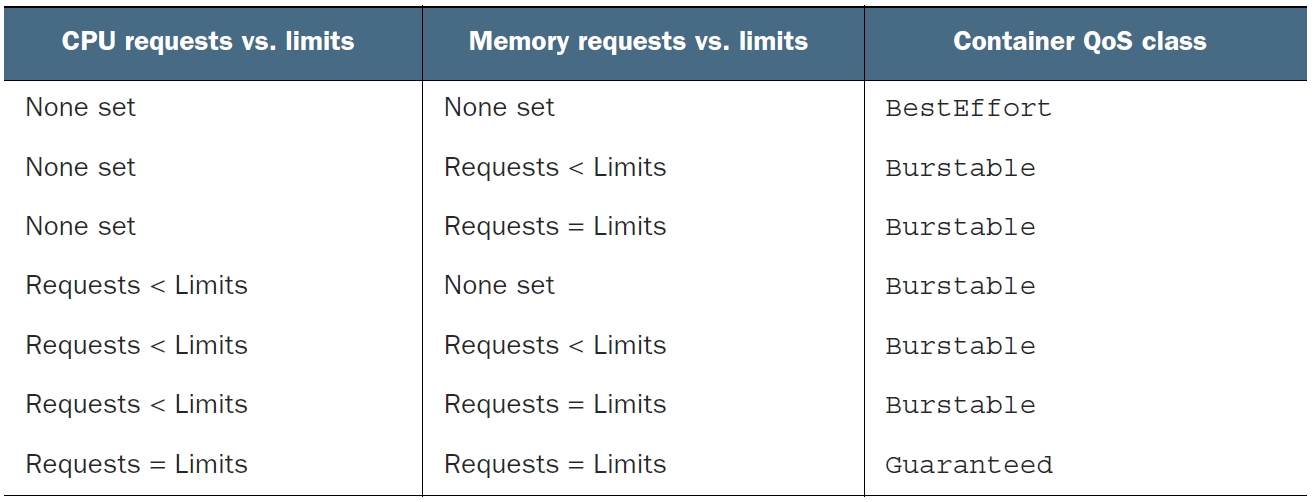 CPU requests vs. limits Memory requests vs. limits Container QoS class
None set None set BestEffort
None set Requests < Limits Burstable
None set Requests = Limits Burstable
Requests < Limits None set Burstable
Requests < Limits Requests < Limits Burstable
Requests < Limits Requests = Limits Burstable
Requests = Limits Requests = Limits Guaranteed